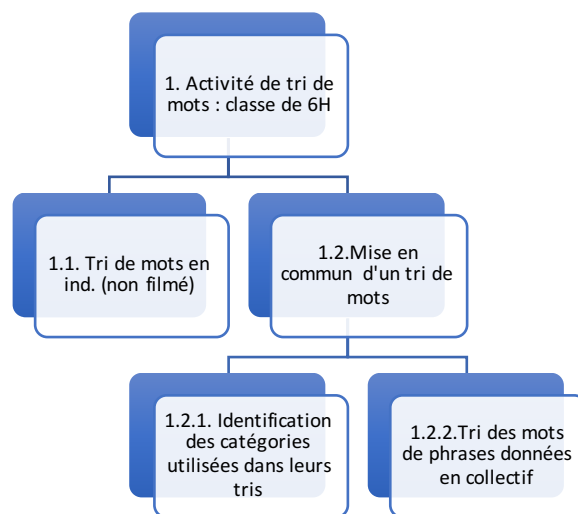 1. Activité de tri de
mots : classe de 6H
1.1. Tri de mots en
ind. (non filmé)
1.2.Mise en
commun d'un tri de
mots
1.2.1. Identification
des catégories
utilisées dans leurs
tris
1.2.2.Tri des mots
de phrases données
en collectif